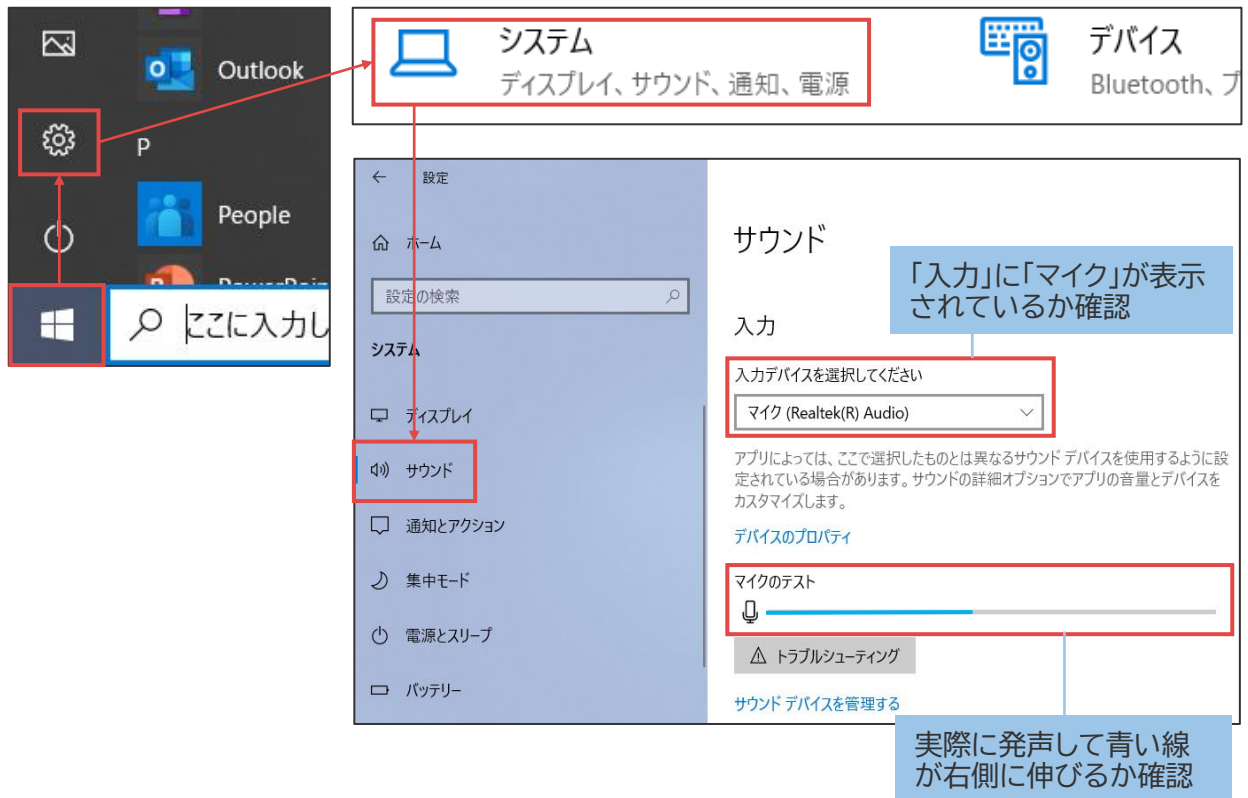 Outlook
P
People
ここに入力し
システム
ディスプレイ、サウンド、通知、電源
デバイス
Bluetooth、プ
設定
ホーム
設定の検索
システム
ディスプレイ
サウンド
通知とアクション
集中モード
電源とスリープ
バッテリー
サウンド
「入力」に「マイク」が表示
されているか確認
入力
入力デバイスを選択してください
マイク (Realtek(R) Audio)
アプリによっては、ここで選択したものとは異なるサウンド デバイスを使用するように設
定されている場合があります。サウンドの詳細オプションでアプリの音量とデバイスを
カスタマイズします。
デバイスのプロパティ
マイクのテスト
トラブルシューティング
サウンド デバイスを管理する
実際に発声して青い線
が右側に伸びるか確認